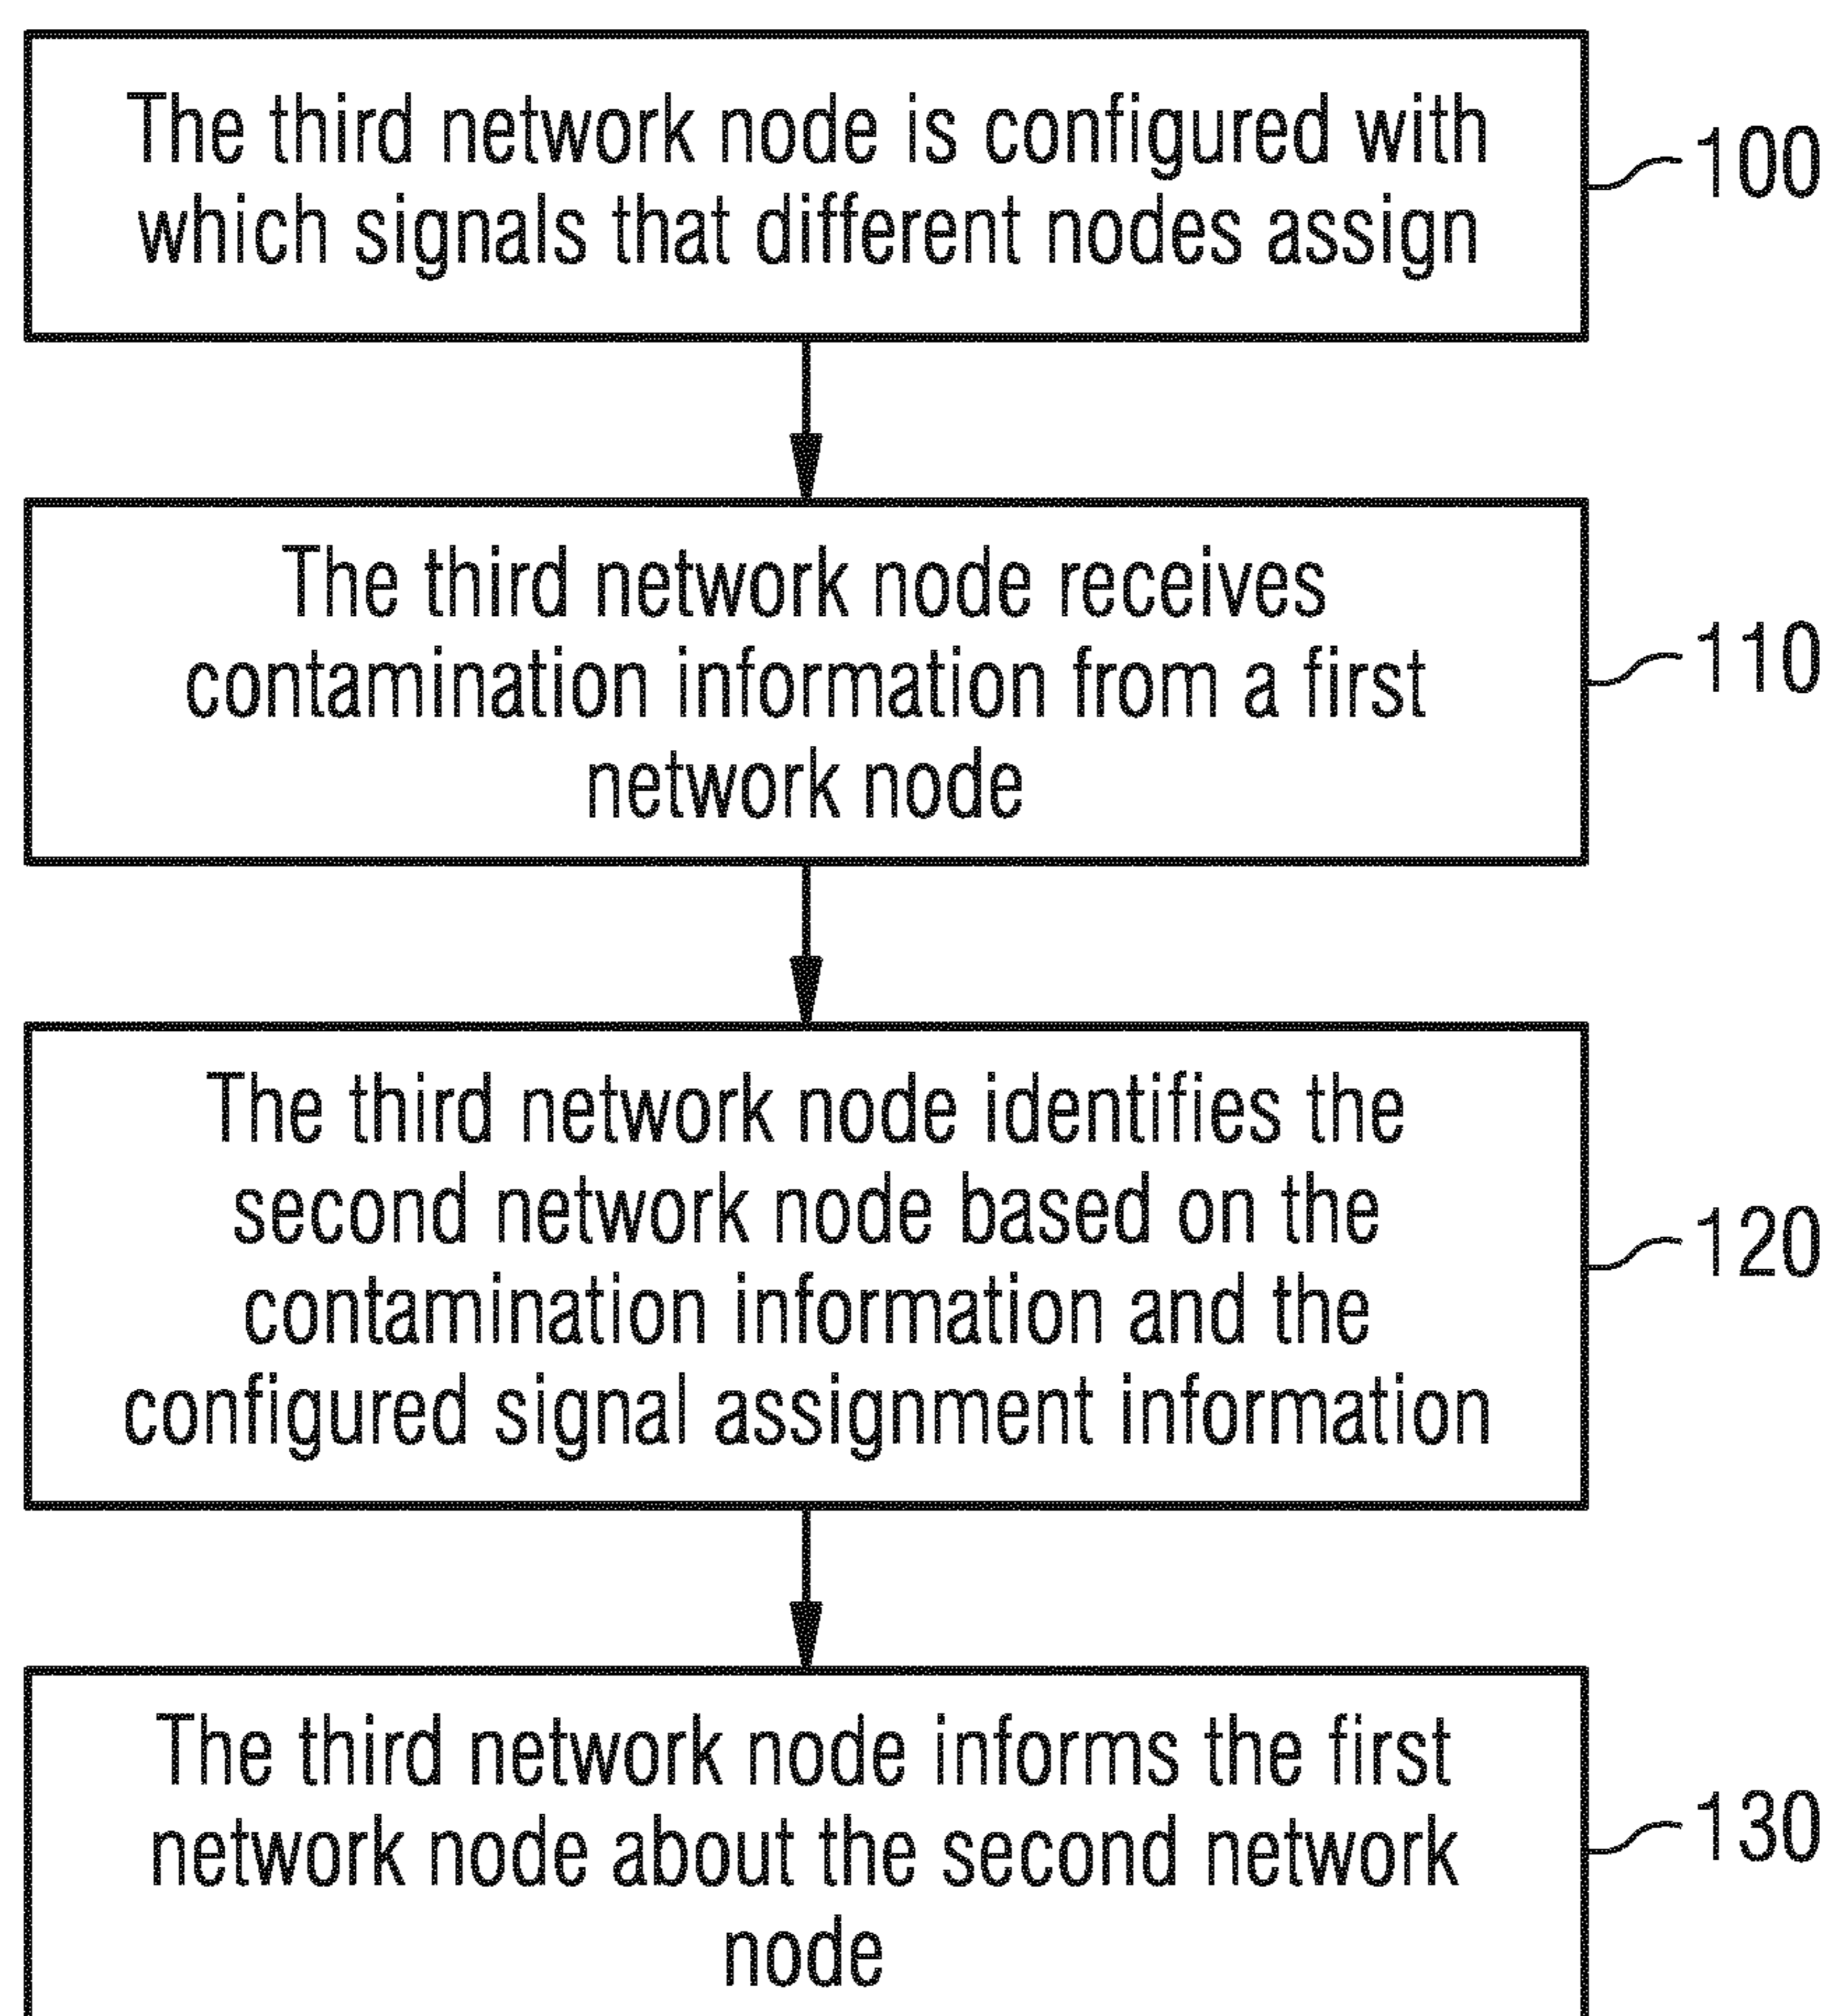 The third network node is configured with
which signals that different nodes assign
100
The third network node receives
contamination information from a first
network node
110
The third network node identifies the
second network node based on the
contamination information and the
configured signal assignment information
120
The third network node informs the first
network node about the second network
node
130